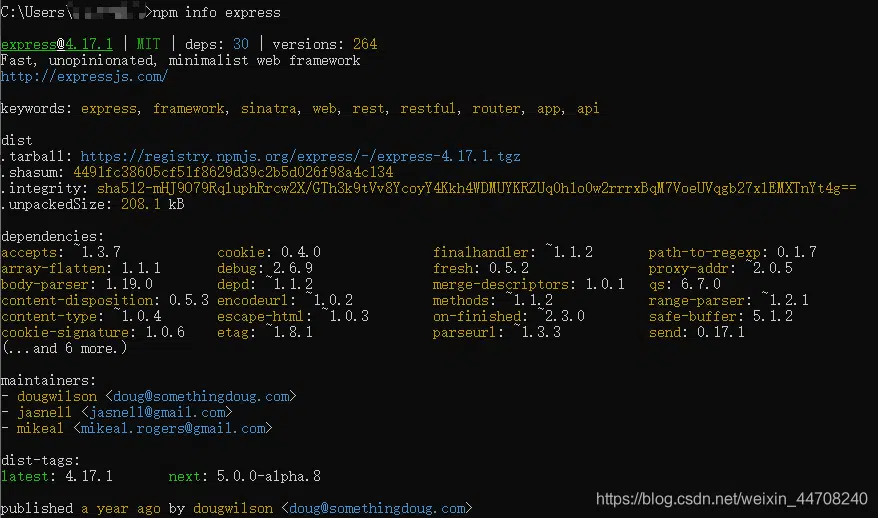 C:\Users\ >npm info express
express@4.17.1 | MIT | deps: 30 | versions: 264
Fast, unopinionated, minimalist web framework
http://expressjs.com/
keywords: express, framework, sinatra, web, rest, restful, router, app, api
dist
.tarball: https://registry.npmjs.org/express/-/express-4.17.1.tgz
.shasum: 4491fc38605cf51f8629d39c2b5d026f98a4c134
.integrity: sha512-mHJ9O79RqluphRrcw2X/GTh3k9tVv8YcoyY4Kkh4WDMUYKRZUq0h1o0w2rrrxBqM7VoeUVqgb27xlEMXTnYt4g==
.unpackedSize: 208.1 kB
dependencies:
accepts: ~1.3.7 cookie: 0.4.0 finalhandler: ~1.1.2 path-to-regexp: 0.1.7
array-flatten: 1.1.1 debug: 2.6.9 fresh: 0.5.2 proxy-addr: ~2.0.5
body-parser: 1.19.0 depd: ~1.1.2 merge-descriptors: 1.0.1 qs: 6.7.0
content-disposition: 0.5.3 encodeurl: ~1.0.2 methods: ~1.1.2 range-parser: ~1.2.1
content-type: ~1.0.4 escape-html: ~1.0.3 on-finished: ~2.3.0 safe-buffer: 5.1.2
cookie-signature: 1.0.6 etag: ~1.8.1 parseurl: ~1.3.3 send: 0.17.1
(...and 6 more.)
maintainers:
- dougwilson <doug@somethingdoug.com>
- jasnell <jasnell@gmail.com>
- mikeal <mikeal.rogers@gmail.com>
dist-tags:
latest: 4.17.1 next: 5.0.0-alpha.8
published a year ago by dougwilson <doug@somethingdoug.com>
https://blog.csdn.net/weixin_44708240